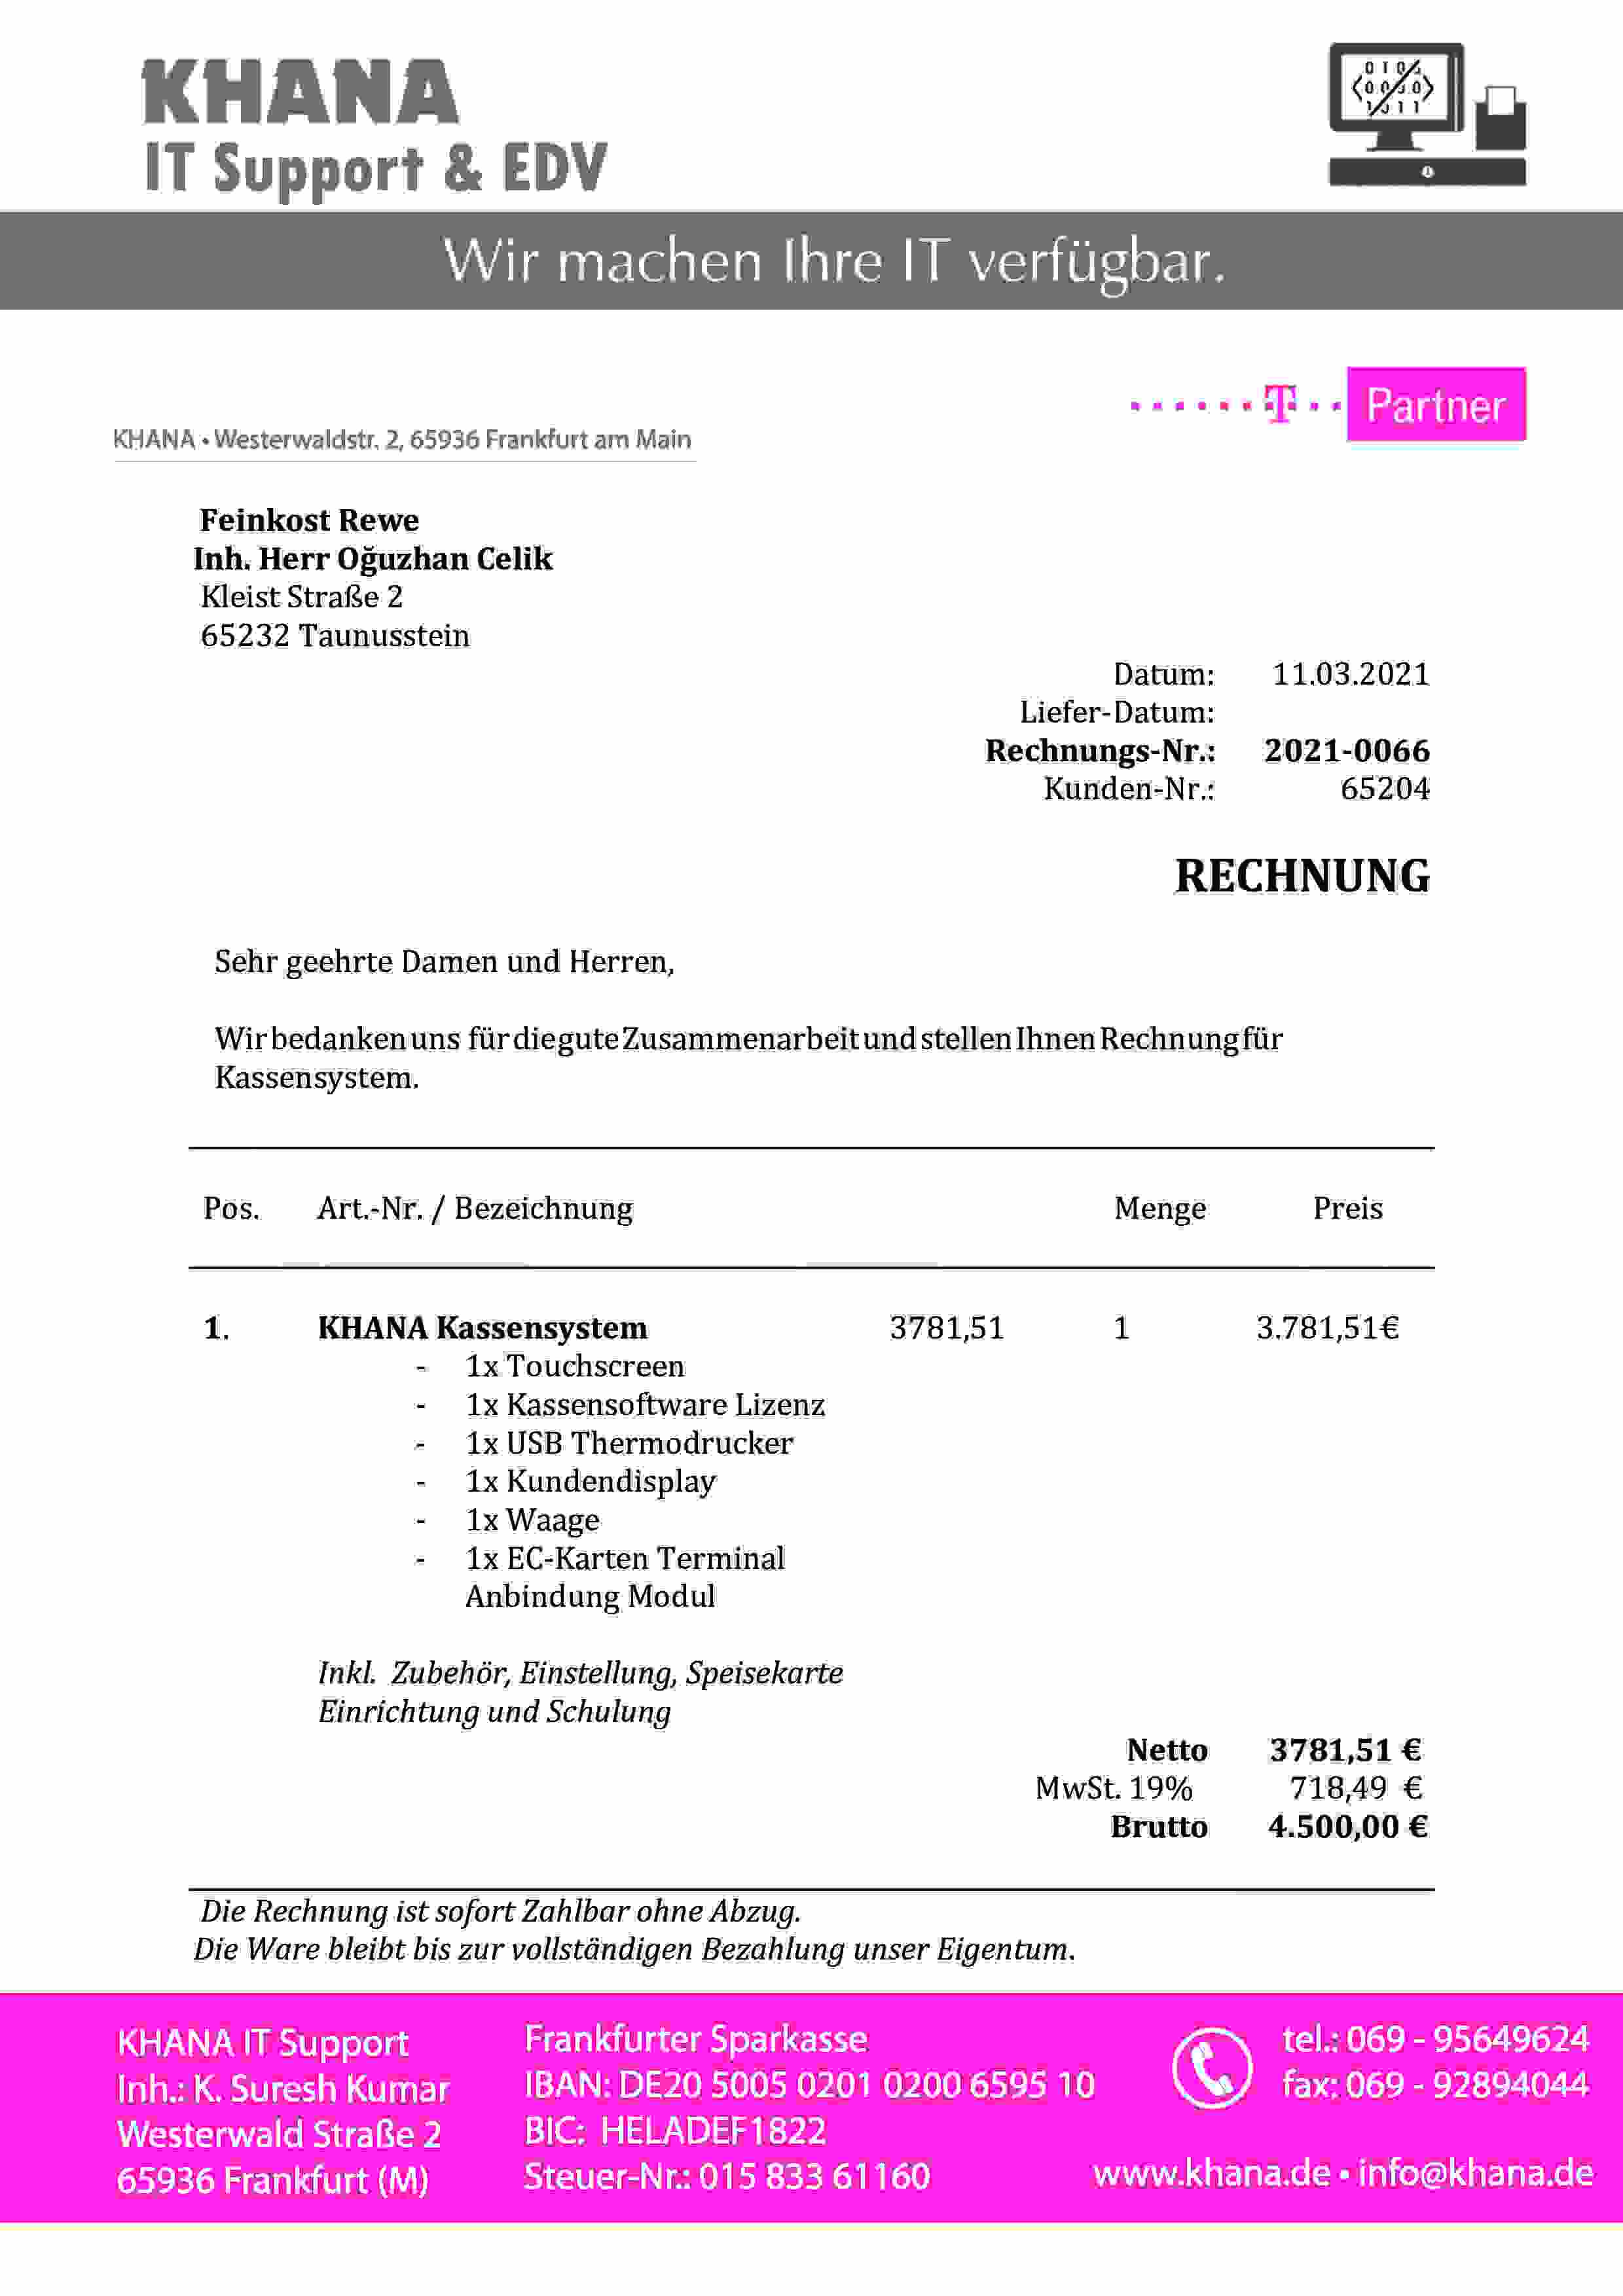 KHANA
IT Support & EDV
Wir machen Ihre IT verfügbar.
T Partner
KHANA • Westerwaldstr. 2, 65936 Frankfurt am Main
Feinkost Rewe
Inh. Herr Oğuzhan Celik
Kleist Straße 2
65232 Taunusstein
Datum: 11.03.2021
Liefer-Datum:
Rechnungs-Nr.: 2021-0066
Kunden-Nr.: 65204
RECHNUNG
Sehr geehrte Damen und Herren,
Wir bedanken uns für die gute Zusammenarbeit und stellen Ihnen Rechnung für
Kassensystem.
Pos. Art.-Nr. / Bezeichnung Menge Preis
1. KHANA Kassensystem 3781,51 1 3.781,51€
- 1x Touchscreen
- 1x Kassensoftware Lizenz
- 1x USB Thermodrucker
- 1x Kundendisplay
- 1x Waage
- 1x EC-Karten Terminal
Anbindung Modul
Inkl. Zubehör, Einstellung, Speisekarte
Einrichtung und Schulung
Netto 3781,51 €
MwSt. 19% 718,49 €
Brutto 4.500,00 €
Die Rechnung ist sofort Zahlbar ohne Abzug.
Die Ware bleibt bis zur vollständigen Bezahlung unser Eigentum.
KHANA IT Support
Inh.: K. Suresh Kumar
Westerwald Straße 2
65936 Frankfurt (M)
Frankfurter Sparkasse
IBAN: DE20 5005 0201 0200 6595 10
BIC: HELADEF1822
Steuer-Nr.: 015 833 61160
tel.: 069 - 95649624
fax: 069 - 92894044
www.khana.de • info@khana.de